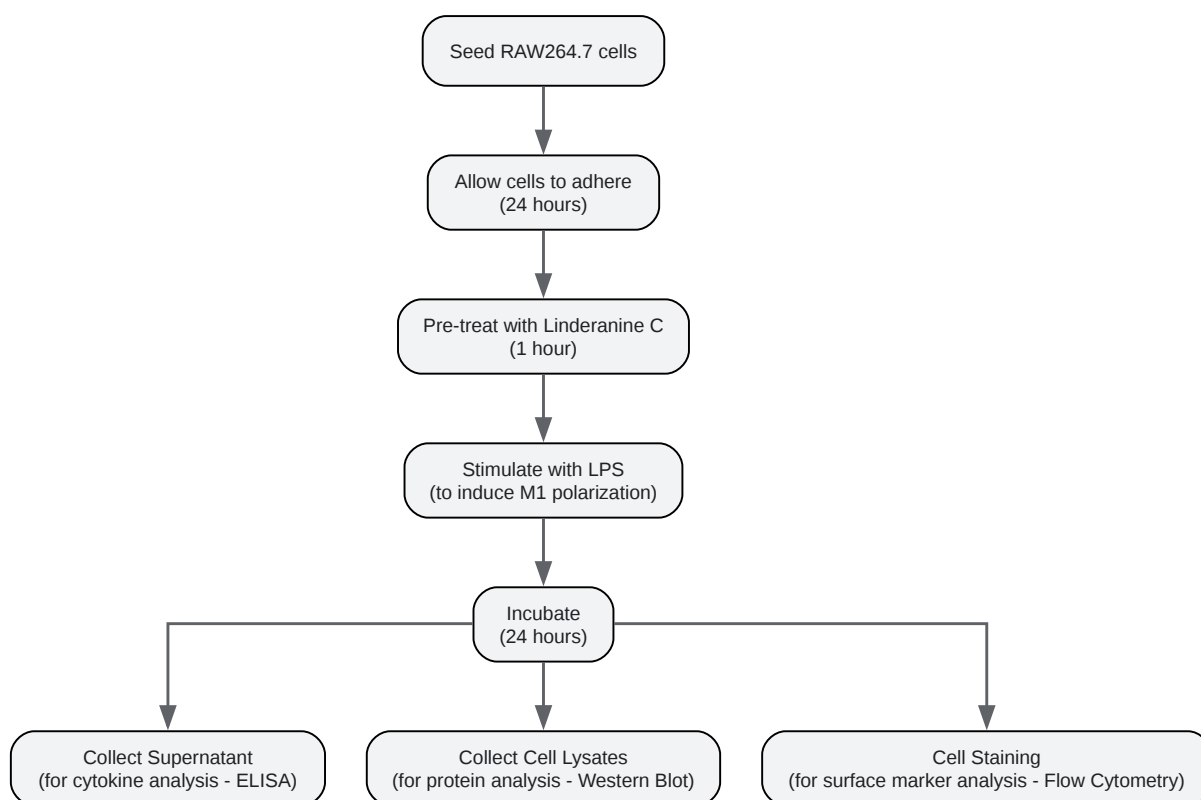 Seed RAW264.7 cells
Allow cells to adhere
(24 hours)
Pre-treat with Linderanine C
(1 hour)
Stimulate with LPS
(to induce M1 polarization)
Incubate
(24 hours)
Collect Supernatant
(for cytokine analysis - ELISA)
Collect Cell Lysates
(for protein analysis - Western Blot)
Cell Staining
(for surface marker analysis - Flow Cytometry)